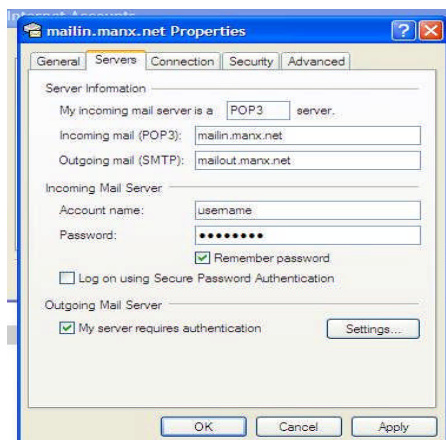 Internet Accounts
mailin.manx.net Properties
General Servers Connection Security Advanced
Server Information
My incoming mail server is a POP3 server.
Incoming mail (POP3): mailin.manx.net
Outgoing mail (SMTP): mailout.manx.net
Incoming Mail Server
Account name: username
Password: ●●●●●●●●
Remember password
Log on using Secure Password Authentication
Outgoing Mail Server
My server requires authentication Settings...
OK Cancel Apply